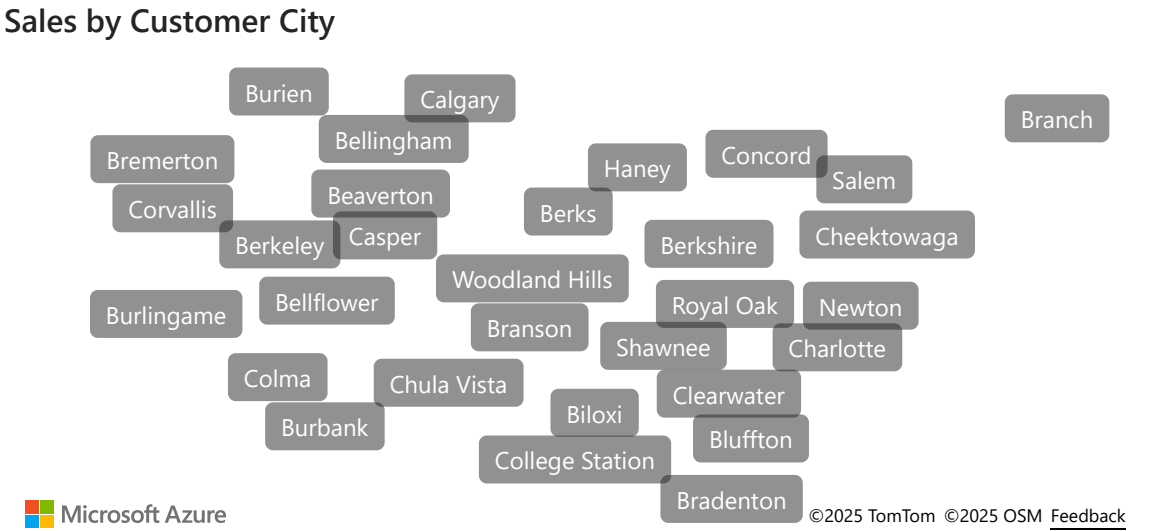 Sales by Customer City
Burien
Calgary
Branch
Bellingham
Bremerton
Concord
Haney
Salem
Beaverton
Corvallis
Berks
Casper
Cheektowaga
Berkeley
Berkshire
Woodland Hills
Bellflower
Royal Oak
Newton
Burlingame
Branson
Shawnee
Charlotte
Colma
Chula Vista
Clearwater
Biloxi
Burbank
Bluffton
College Station
Bradenton
Microsoft Azure
©2025 TomTom ©2025 OSM Feedback